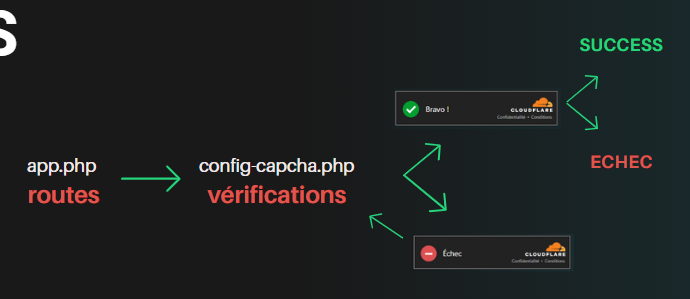 S
SUCCESS
Bravo !
CLOUDFLARE
Confidentialité • Conditions
app.php
routes
config-capcha.php
vérifications
ECHEC
Échec
CLOUDFLARE
Confidentialité • Conditions